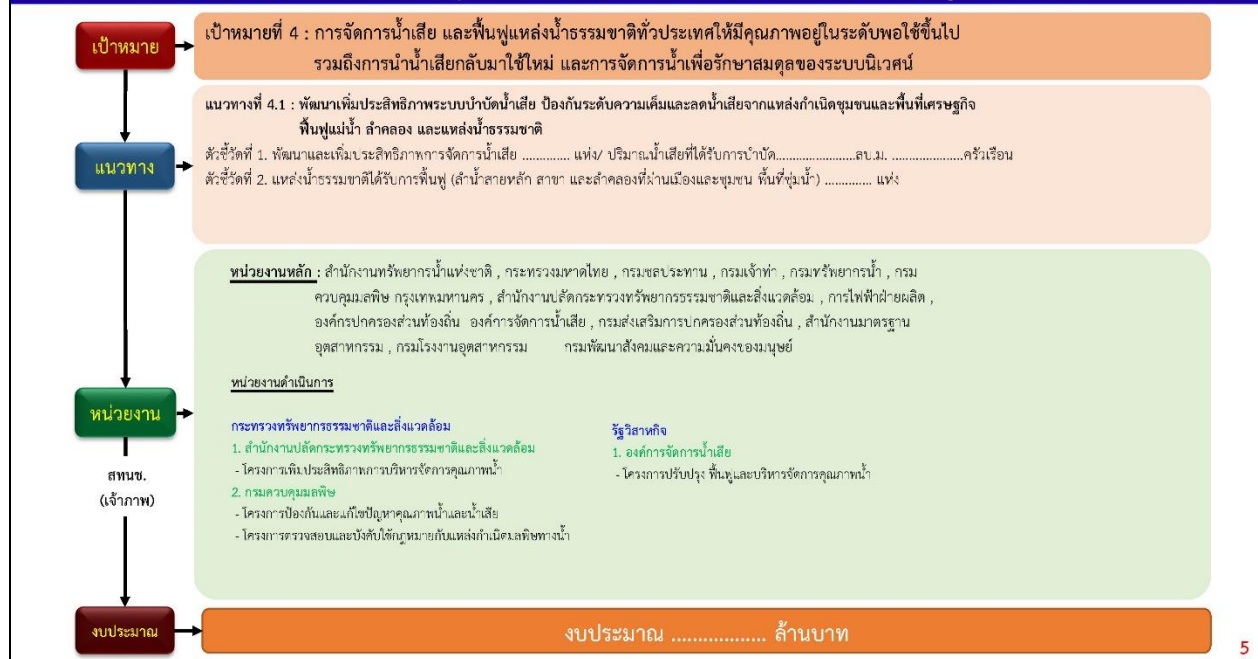 เป้าหมาย
เป้าหมายที่ 4 : การจัดการน้ำเสีย และฟื้นฟูแหล่งน้ำธรรมชาติทั่วประเทศให้มีคุณภาพอยู่ในระดับพอใช้ขึ้นไป
รวมถึงการนำน้ำเสียกลับมาใช้ใหม่ และการจัดการน้ำเพื่อรักษาสมดุลของระบบนิเวศน์
แนวทาง
แนวทางที่ 4.1 : พัฒนาเพิ่มประสิทธิภาพระบบบำบัดน้ำเสีย ป้องกันระดับความเค็มและลดน้ำเสียจากแหล่งกำเนิดชุมชนและพื้นที่เศรษฐกิจ
ฟื้นฟูแม่น้ำ ลำคลอง และแหล่งน้ำธรรมชาติ
ตัวชี้วัดที่ 1. พัฒนาและเพิ่มประสิทธิภาพการจัดการน้ำเสีย ............. แห่ง/ ปริมาณน้ำเสียที่ได้รับการบำบัด......................ลบ.ม. ....................ครัวเรือน
ตัวชี้วัดที่ 2. แหล่งน้ำธรรมชาติได้รับการฟื้นฟู (ลำน้ำสายหลัก สาขา และลำคลองที่ผ่านเมืองและชุมชน พื้นที่ชุ่มน้ำ) ............. แห่ง
หน่วยงาน
สทนช.
(เจ้าภาพ)
หน่วยงานหลัก : สำนักงานทรัพยากรน้ำแห่งชาติ , กระทรวงมหาดไทย , กรมชลประทาน , กรมเจ้าท่า , กรมทรัพยากรน้ำ , กรม
ควบคุมมลพิษ กรุงเทพมหานคร , สำนักงานปลัดกระทรวงทรัพยากรธรรมชาติและสิ่งแวดล้อม , การไฟฟ้าฝ่ายผลิต ,
องค์กรปกครองส่วนท้องถิ่น องค์การจัดการน้ำเสีย , กรมส่งเสริมการปกครองส่วนท้องถิ่น , สำนักงานมาตรฐาน
อุตสาหกรรม , กรมโรงงานอุตสาหกรรม กรมพัฒนาสังคมและความมั่นคงของมนุษย์
หน่วยงานดำเนินการ
กระทรวงทรัพยากรธรรมชาติและสิ่งแวดล้อม
1. สำนักงานปลัดกระทรวงทรัพยากรธรรมชาติและสิ่งแวดล้อม
- โครงการเพิ่มประสิทธิภาพการบริหารจัดการคุณภาพน้ำ
2. กรมควบคุมมลพิษ
- โครงการป้องกันและแก้ไขปัญหาคุณภาพน้ำและน้ำเสีย
- โครงการตรวจสอบและบังคับใช้กฎหมายกับแหล่งกำเนิดมลพิษทางน้ำ
รัฐวิสาหกิจ
1. องค์การจัดการน้ำเสีย
- โครงการปรับปรุง ฟื้นฟูและบริหารจัดการคุณภาพน้ำ
งบประมาณ
งบประมาณ .................. ล้านบาท
5